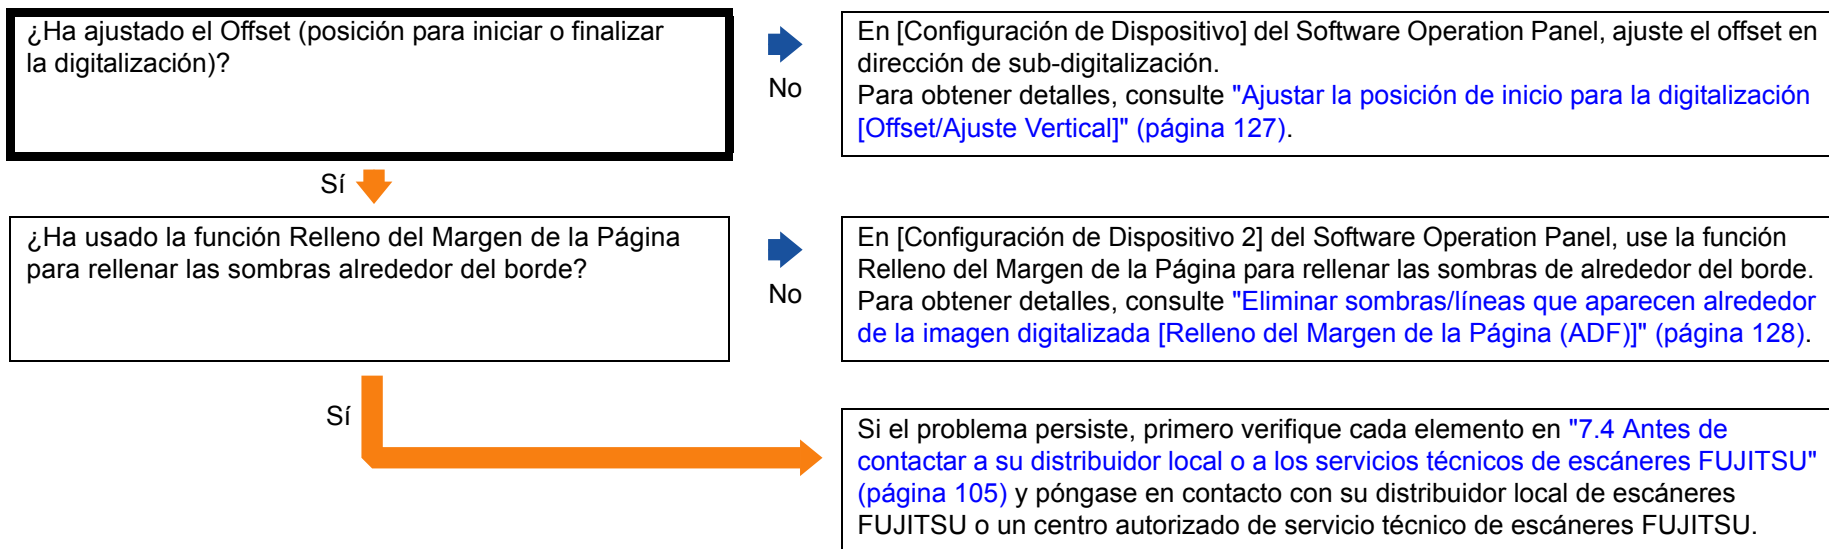 ¿Ha ajustado el Offset (posición para iniciar o finalizar
la digitalización)?
No
En [Configuración de Dispositivo] del Software Operation Panel, ajuste el offset en
dirección de sub-digitalización.
Para obtener detalles, consulte "Ajustar la posición de inicio para la digitalización
[Offset/Ajuste Vertical]" (página 127).
Sí
¿Ha usado la función Relleno del Margen de la Página
para rellenar las sombras alrededor del borde?
No
En [Configuración de Dispositivo 2] del Software Operation Panel, use la función
Relleno del Margen de la Página para rellenar las sombras de alrededor del borde.
Para obtener detalles, consulte "Eliminar sombras/líneas que aparecen alrededor
de la imagen digitalizada [Relleno del Margen de la Página (ADF)]" (página 128).
Sí
Si el problema persiste, primero verifique cada elemento en "7.4 Antes de
contactar a su distribuidor local o a los servicios técnicos de escáneres FUJITSU"
(página 105) y póngase en contacto con su distribuidor local de escáneres
FUJITSU o un centro autorizado de servicio técnico de escáneres FUJITSU.